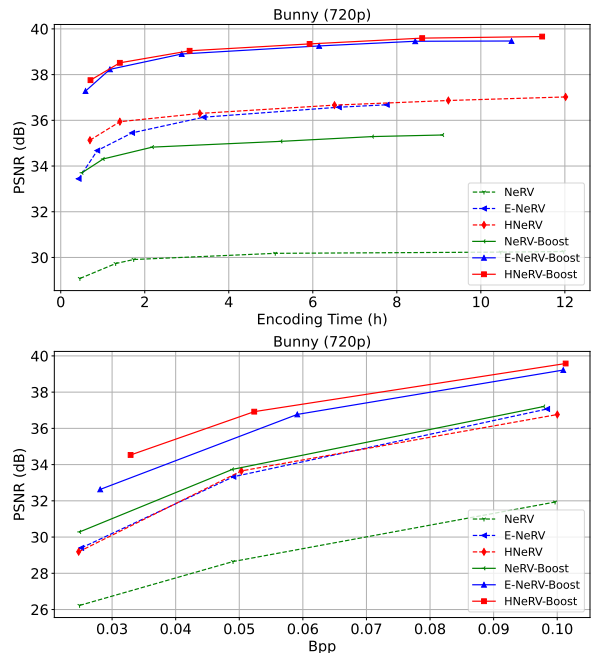 Bunny (720p)
40
38
36
34
32
30
PSNR (dB)
NeRV
E-NeRV
HNeRV
NeRV-Boost
E-NeRV-Boost
HNeRV-Boost
0 2 4 6 8 10 12
Encoding Time (h)
Bunny (720p)
40
38
36
34
32
30
28
26
PSNR (dB)
NeRV
E-NeRV
HNeRV
NeRV-Boost
E-NeRV-Boost
HNeRV-Boost
0.03 0.04 0.05 0.06 0.07 0.08 0.09 0.10
Bpp